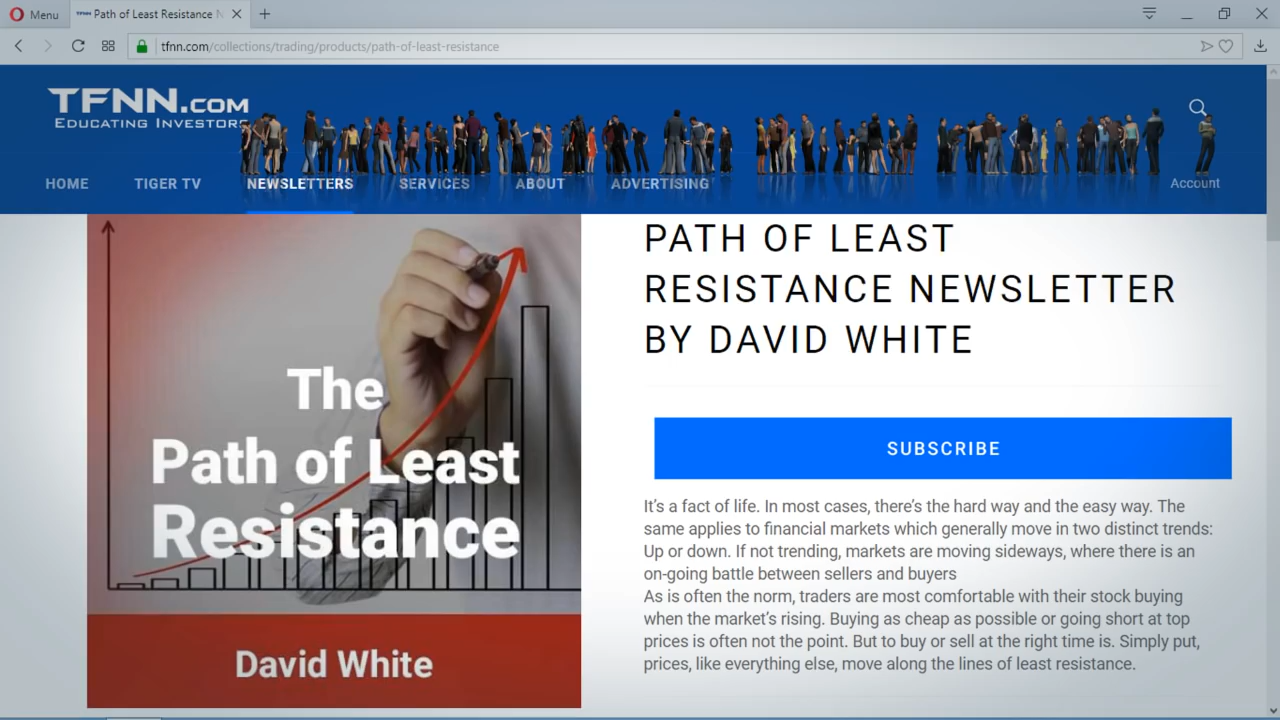 Menu
TFNN Path of Least Resistance N
tfnn.com/collections/trading/products/path-of-least-resistance
TFNN.COM
EDUCATING INVESTORS
HOME
TIGER TV
NEWSLETTERS
SERVICES
ABOUT
ADVERTISING
Account
The
Path of Least
Resistance
David White
PATH OF LEAST
RESISTANCE NEWSLETTER
BY DAVID WHITE
SUBSCRIBE
It's a fact of life. In most cases, there's the hard way and the easy way. The
same applies to financial markets which generally move in two distinct trends:
Up or down. If not trending, markets are moving sideways, where there is an
on-going battle between sellers and buyers
As is often the norm, traders are most comfortable with their stock buying
when the market's rising. Buying as cheap as possible or going short at top
prices is often not the point. But to buy or sell at the right time is. Simply put,
prices, like everything else, move along the lines of least resistance.